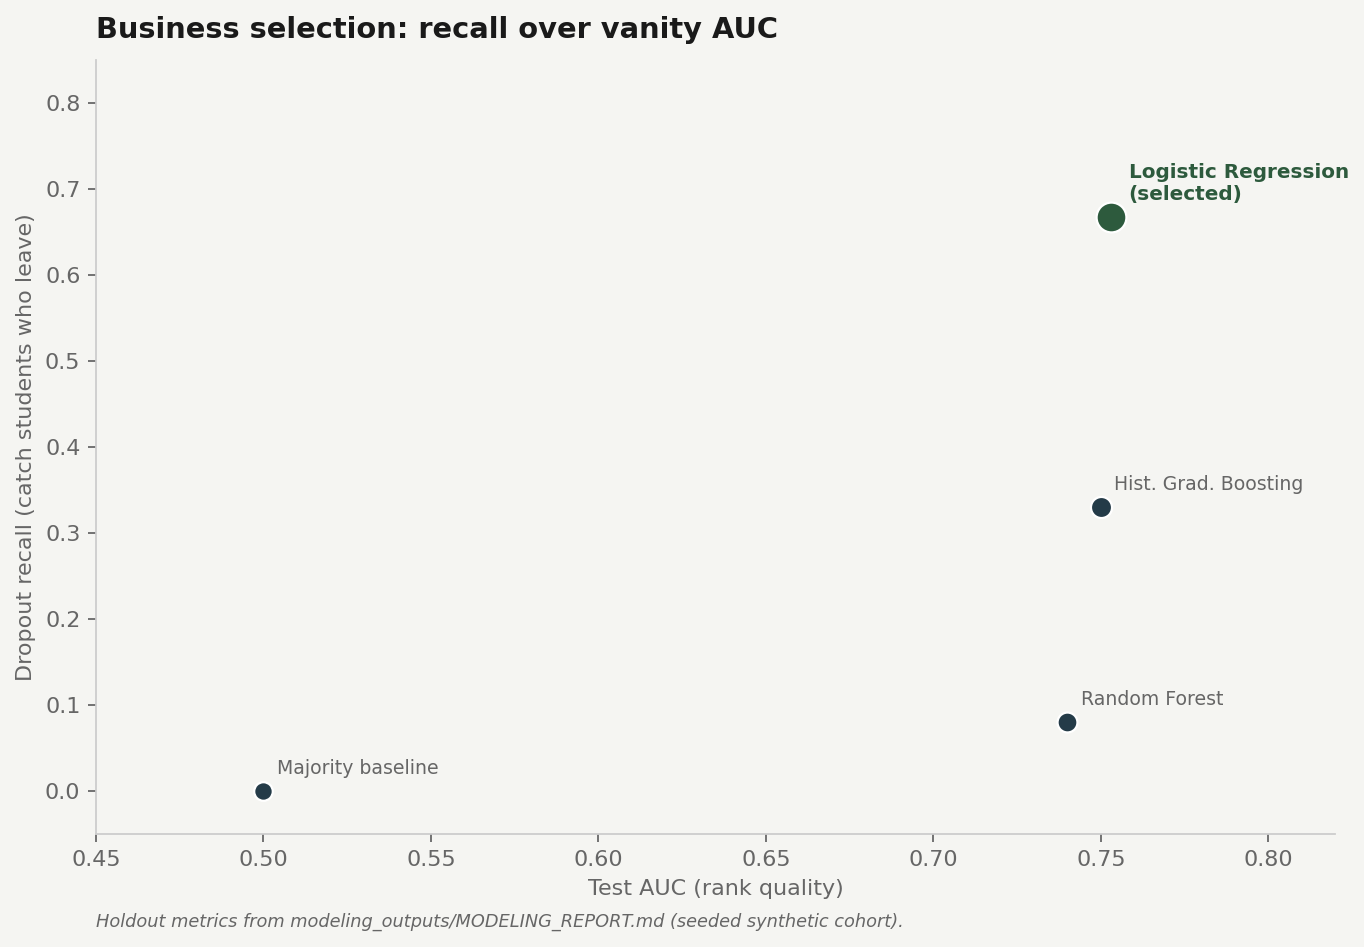 Business selection: recall over vanity AUC
0.8
0.7
0.6
0.5
0.4
0.3
0.2
0.1
0.0
Dropout recall (catch students who leave)
Logistic Regression
(selected)
Hist. Grad. Boosting
Random Forest
Majority baseline
0.45
0.50
0.55
0.60
0.65
0.70
0.75
0.80
Test AUC (rank quality)
Holdout metrics from modeling_outputs/MODELING_REPORT.md (seeded synthetic cohort).